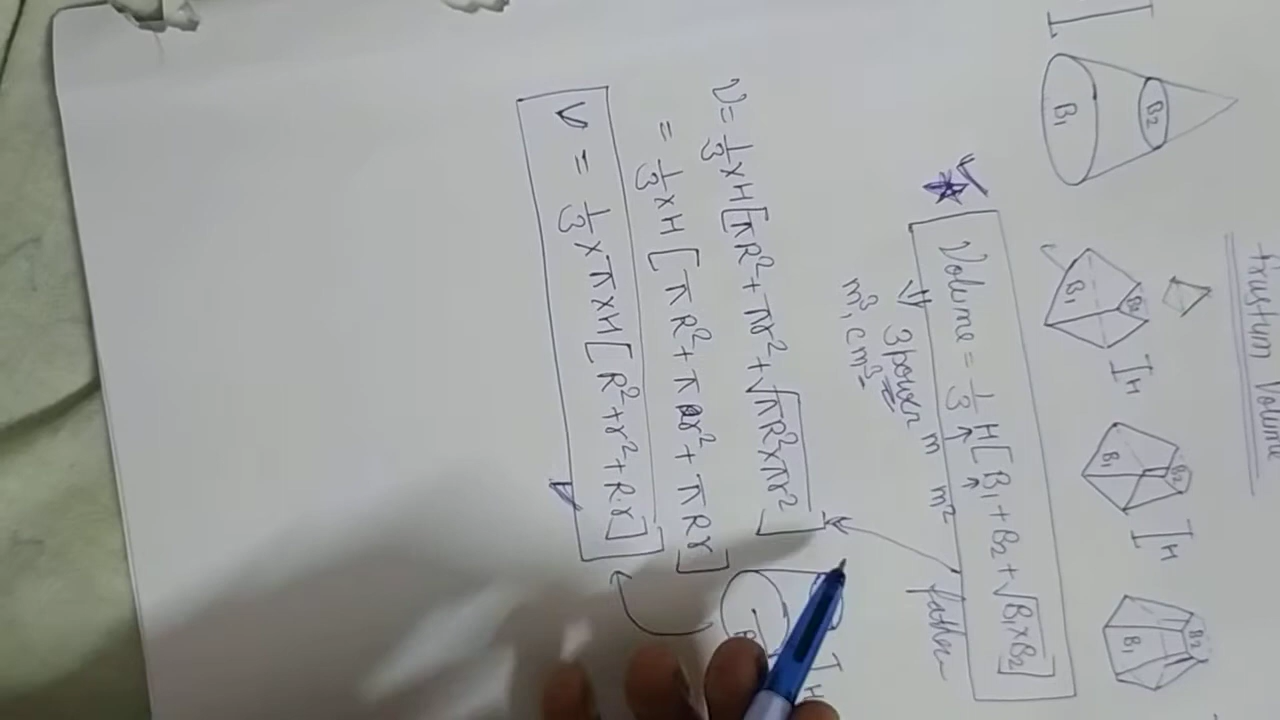 frustum Volume
B1 B2
B1 B2 H
B1 B2 H
B1 B2
Volume = 1/3 H [B1 + B2 + √B1×B2]
⇓ m m²
3 power
m³, cm³
father
V = 1/3 × H [πR² + πr² + √πR²×πr²]
= 1/3 × H [πR² + πr² + πRr]
V = 1/3 × π × H [R² + r² + R.r]
H